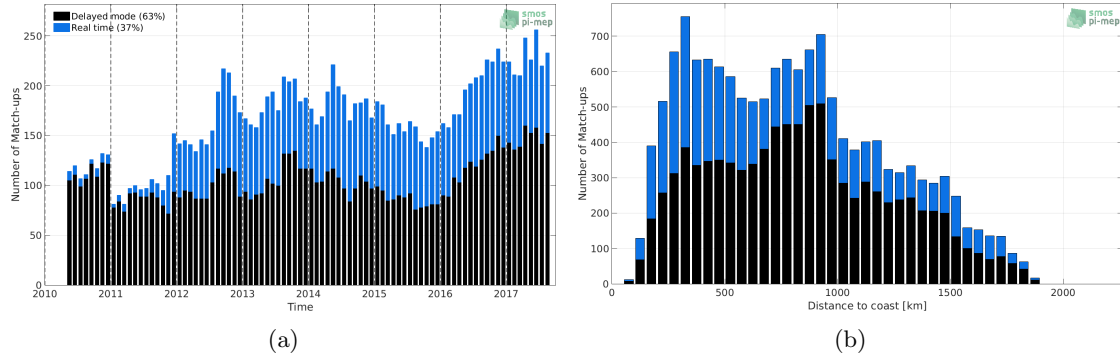 Delayed mode (63%)
Real time (37%)
smos
pi-mep
Number of Match-ups
250
200
150
100
50
0
2010 2011 2012 2013 2014 2015 2016 2017
Time
(a)
smos
pi-mep
Number of Match-ups
700
600
500
400
300
200
100
0
0 500 1000 1500 2000
Distance to coast [km]
(b)